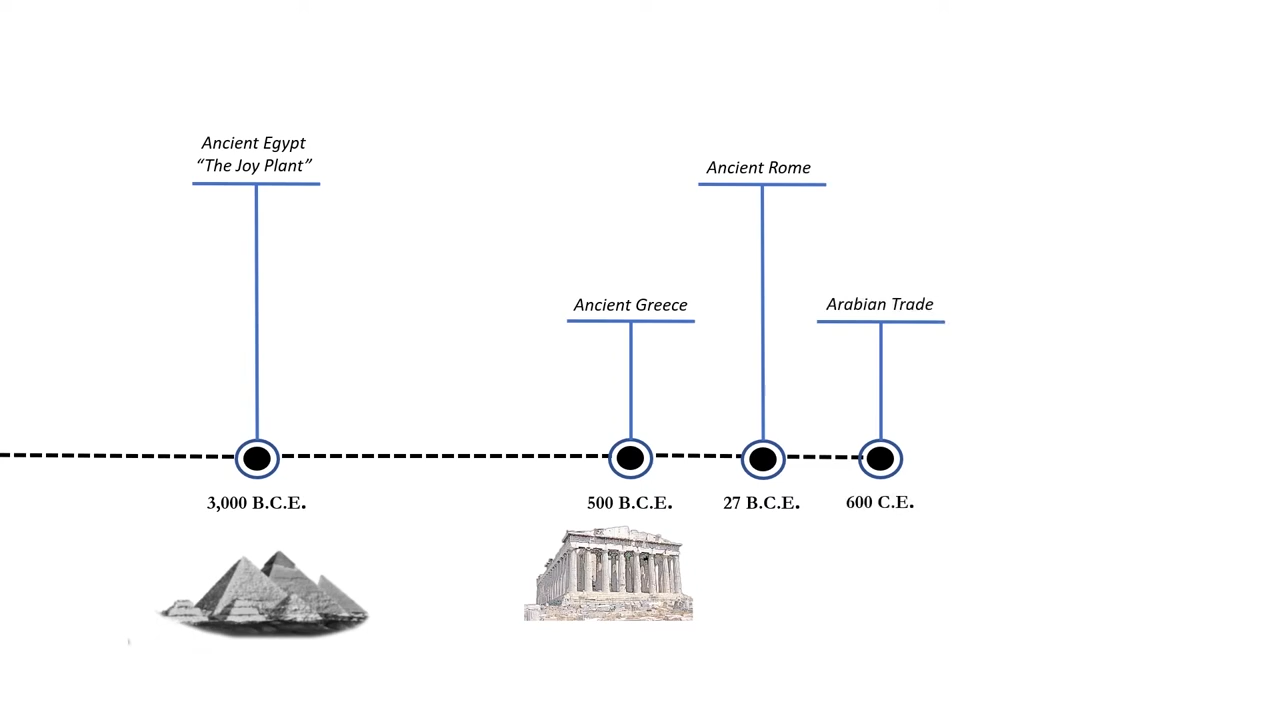 Ancient Egypt
“The Joy Plant”
Ancient Rome
Ancient Greece
Arabian Trade
3,000 B.C.E.
500 B.C.E.
27 B.C.E.
600 C.E.